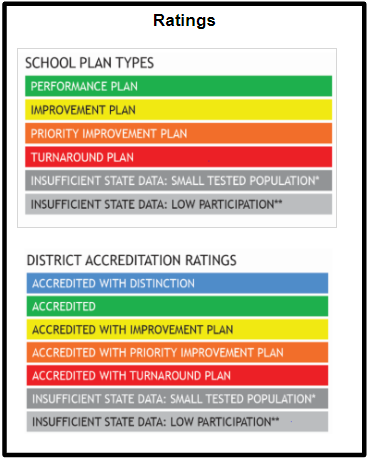 Ratings
SCHOOL PLAN TYPES
PERFORMANCE PLAN
IMPROVEMENT PLAN
PRIORITY IMPROVEMENT PLAN
TURNAROUND PLAN
INSUFFICIENT STATE DATA: SMALL TESTED POPULATION*
INSUFFICIENT STATE DATA: LOW PARTICIPATION**
DISTRICT ACCREDITATION RATINGS
ACCREDITED WITH DISTINCTION
ACCREDITED
ACCREDITED WITH IMPROVEMENT PLAN
ACCREDITED WITH PRIORITY IMPROVEMENT PLAN
ACCREDITED WITH TURNAROUND PLAN
INSUFFICIENT STATE DATA: SMALL TESTED POPULATION*
INSUFFICIENT STATE DATA: LOW PARTICIPATION**